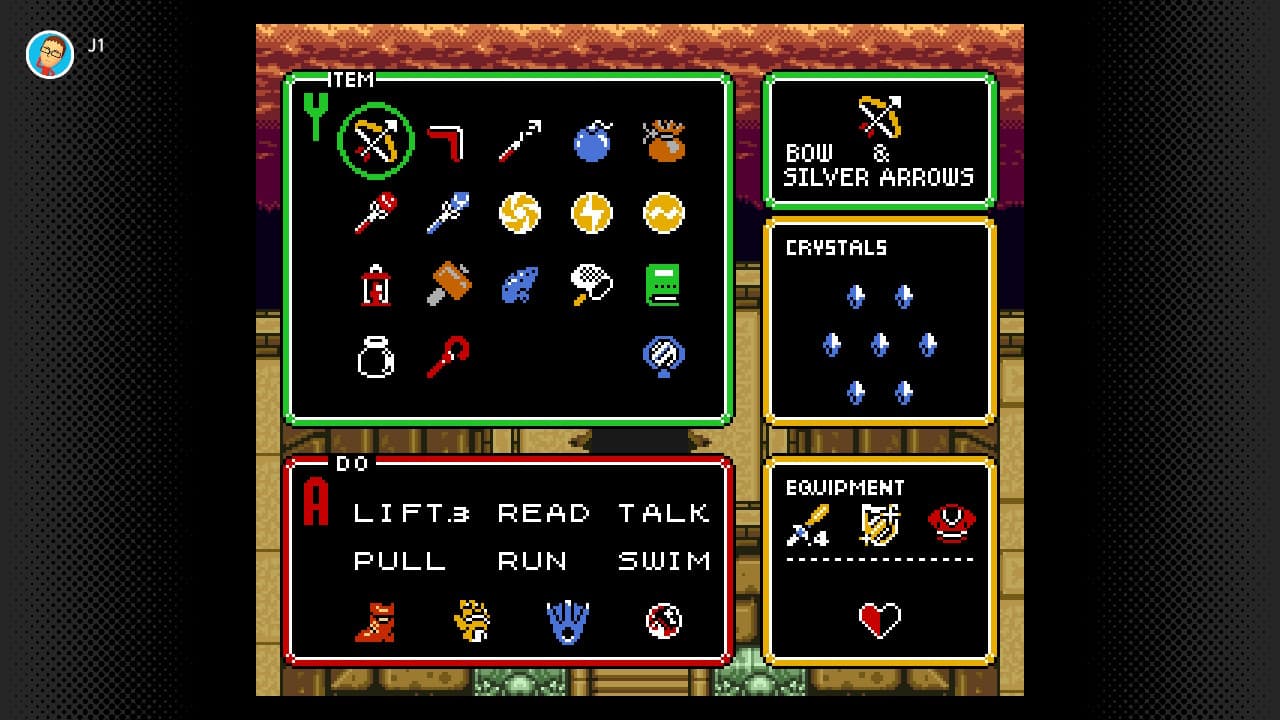 J1
ITEM
Y
BOW &
SILVER ARROWS
CRYSTALS
DO
A
LIFT.3 READ TALK
PULL RUN SWIM
EQUIPMENT
.4